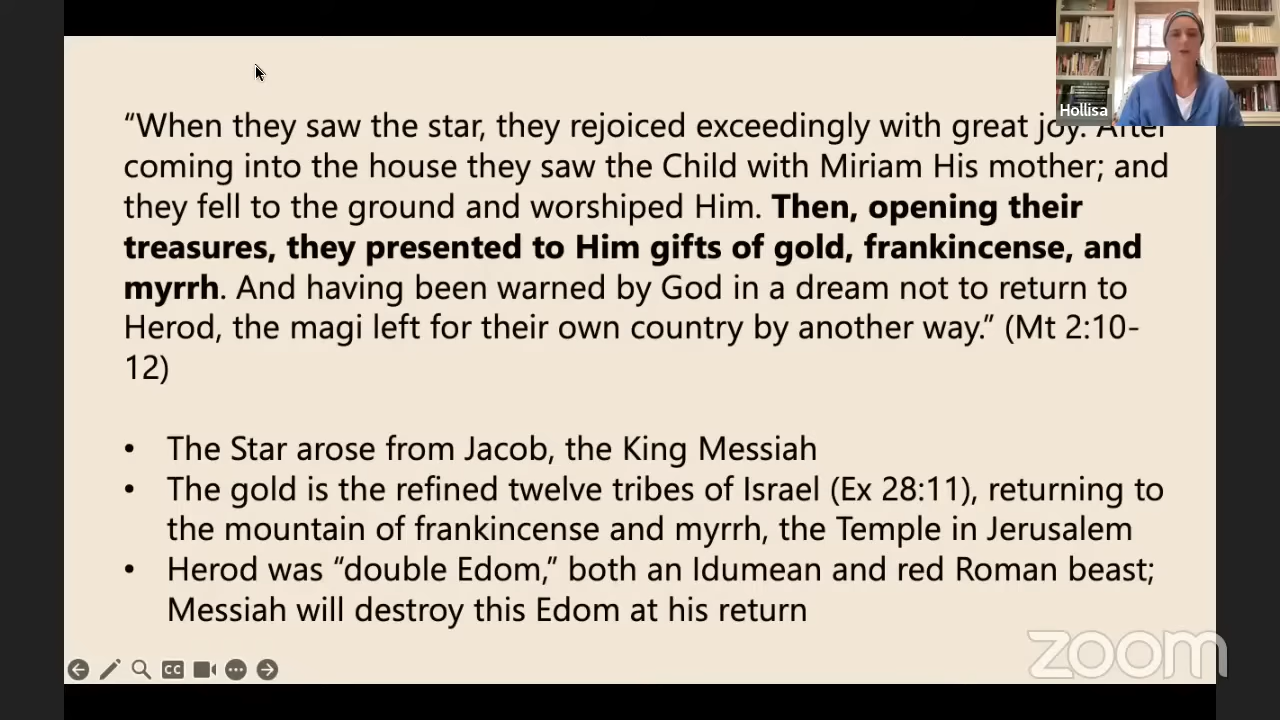 “When they saw the star, they rejoiced exceedingly with great joy. After
coming into the house they saw the Child with Miriam His mother; and
they fell to the ground and worshiped Him. Then, opening their
treasures, they presented to Him gifts of gold, frankincense, and
myrrh. And having been warned by God in a dream not to return to
Herod, the magi left for their own country by another way.” (Mt 2:10-
12)
• The Star arose from Jacob, the King Messiah
• The gold is the refined twelve tribes of Israel (Ex 28:11), returning to
the mountain of frankincense and myrrh, the Temple in Jerusalem
• Herod was “double Edom,” both an Idumean and red Roman beast;
Messiah will destroy this Edom at his return
Hollisa
CC
zoom